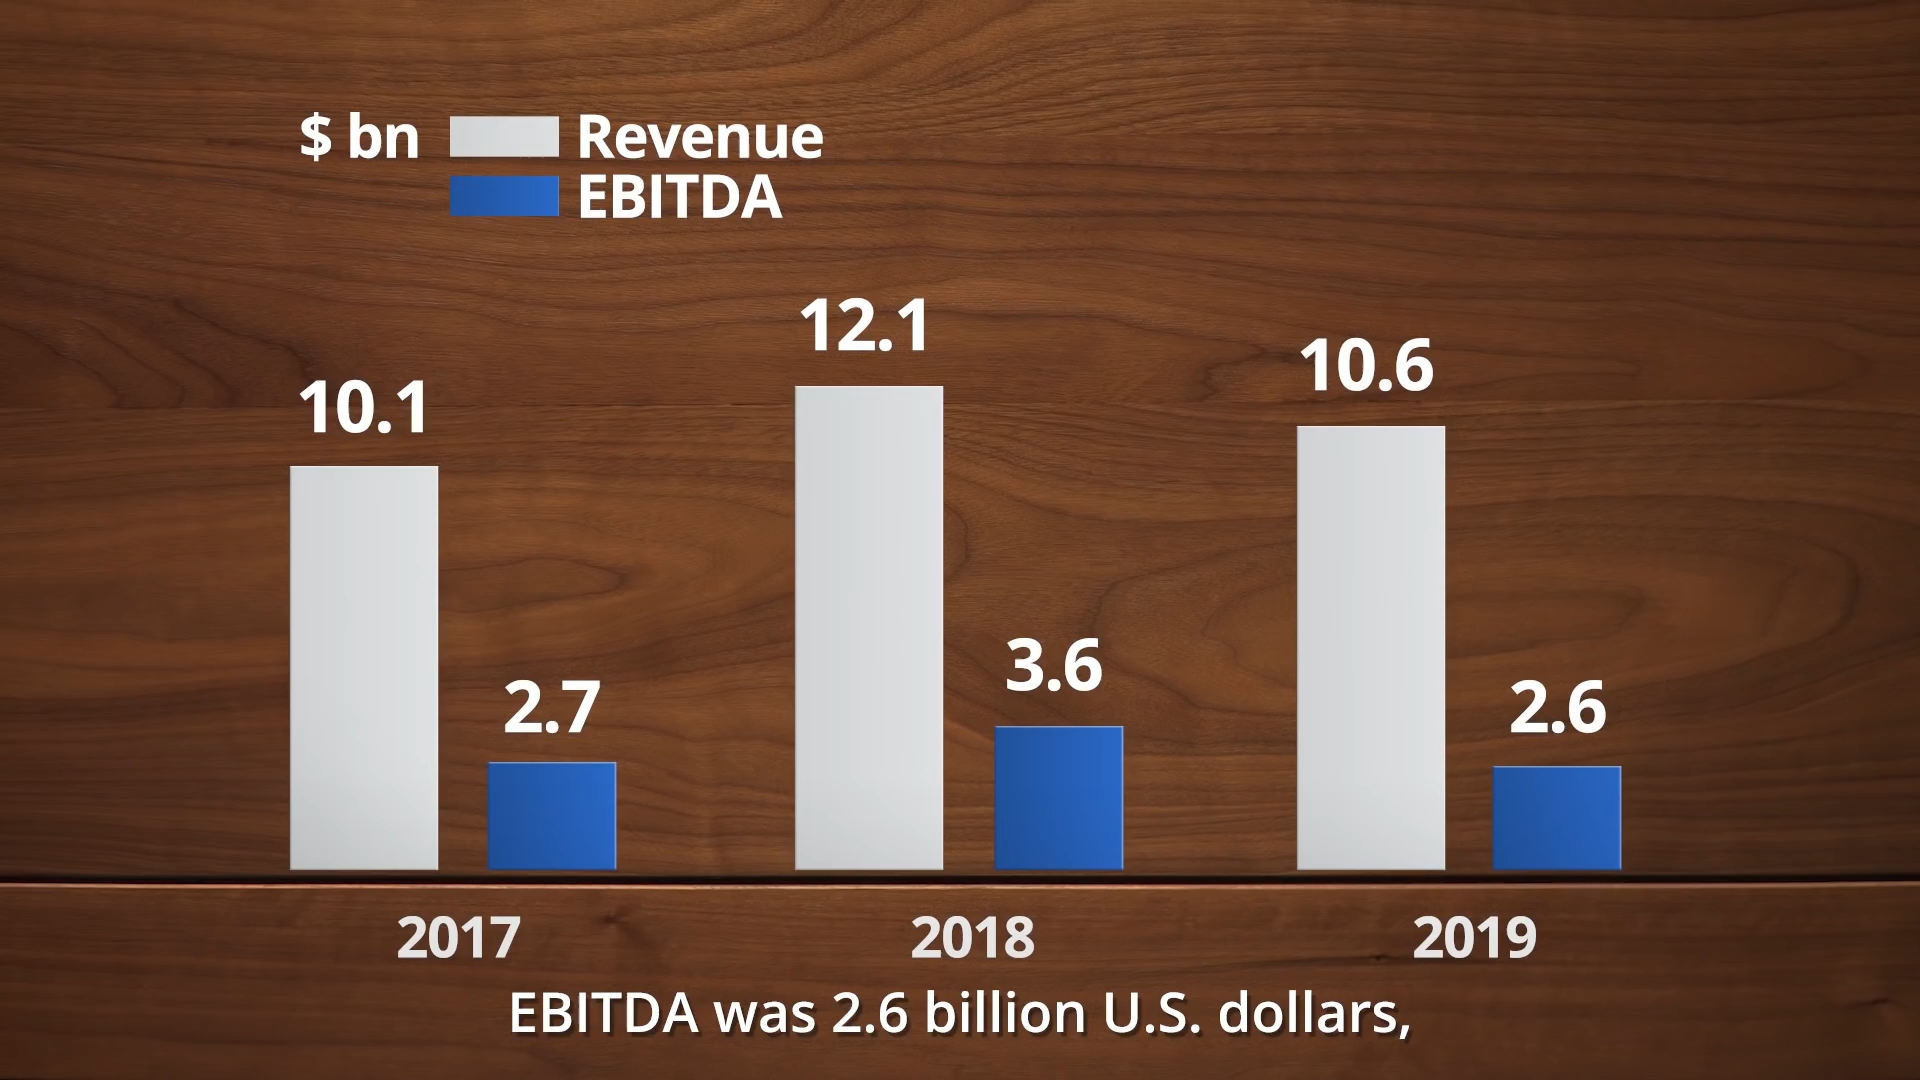 $ bn Revenue
EBITDA
12.1
10.6
10.1
3.6
2.7
2.6
2017 2018 2019
EBITDA was 2.6 billion U.S. dollars,